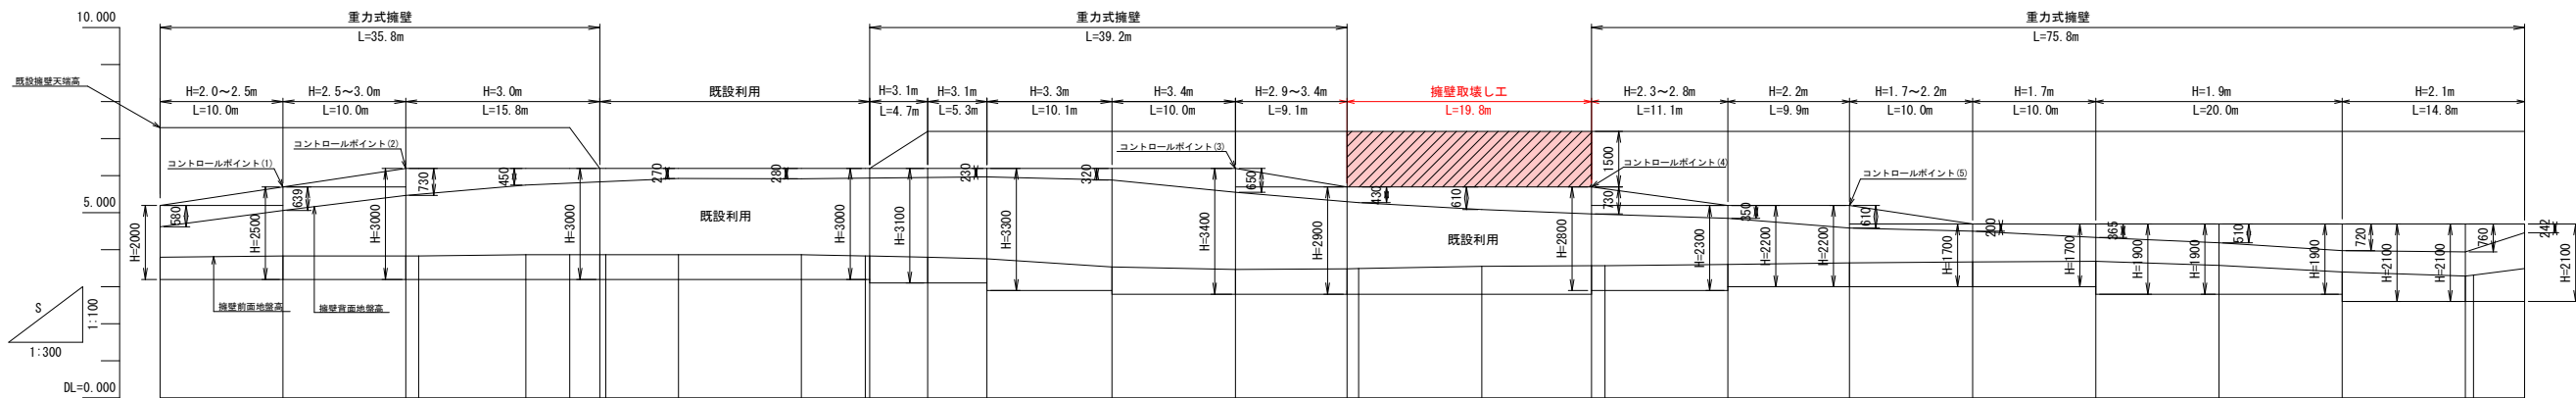 10.000
重力式擁壁
L=35.8m
重力式擁壁
L=39.2m
重力式擁壁
L=75.8m
既設擁壁天端高
H=2.0～2.5m
L=10.0m
H=2.5～3.0m
L=10.0m
H=3.0m
L=15.8m
既設利用
H=3.1m
L=4.7m
H=3.1m
L=5.3m
H=3.3m
L=10.1m
H=3.4m
L=10.0m
H=2.9～3.4m
L=9.1m
擁壁取壊し工
L=19.8m
H=2.3～2.8m
L=11.1m
H=2.2m
L=9.9m
H=1.7～2.2m
L=10.0m
H=1.7m
L=10.0m
H=1.9m
L=20.0m
H=2.1m
L=14.8m
コントロールポイント(1)
コントロールポイント(2)
コントロールポイント(3)
コントロールポイント(4)
コントロールポイント(5)
5.000
H=2000
580
H=2500
639
H=3000
730
450
H=3000
270
既設利用
280
H=3000
H=3100
230
H=3300
320
H=3400
650
H=2900
430
610
既設利用
H=2800
1500
730
H=2300
350
H=2200
H=2200
610
H=1700
200
H=1700
365
H=1900
H=1900
510
H=1900
720
H=2100
H=2100
760
242
H=2100
擁壁前面地盤高
擁壁背面地盤高
S
1:100
1:300
DL=0.000